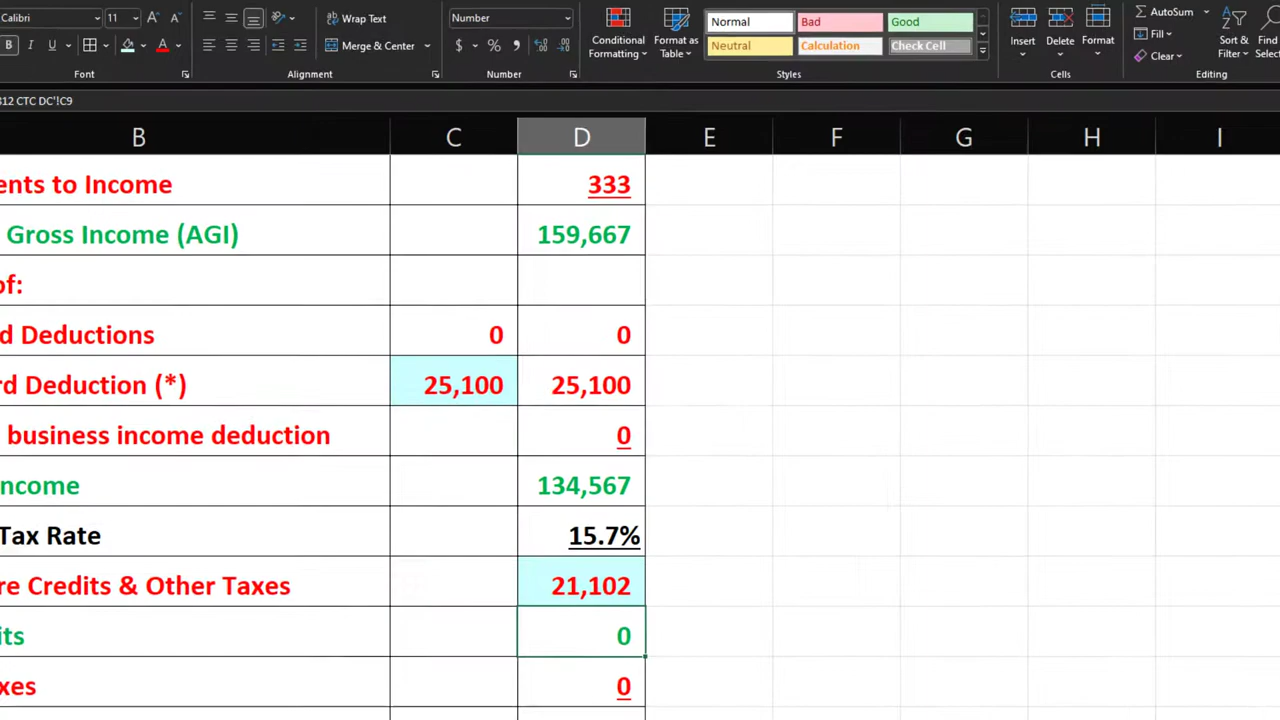 Calibri 11 A A Wrap Text Number Normal Bad Good AutoSum
B I U A Merge & Center $ % , Conditional Formatting Format as Table Neutral Calculation Check Cell Insert Delete Format Fill Clear Sort & Filter
Font Alignment Number Styles Cells Editing
812 CTC DC'!C9
B C D E F G H I
ents to Income 333
Gross Income (AGI) 159,667
of:
d Deductions 0 0
rd Deduction (*) 25,100 25,100
business income deduction 0
ncome 134,567
Tax Rate 15.7%
re Credits & Other Taxes 21,102
its 0
xes 0